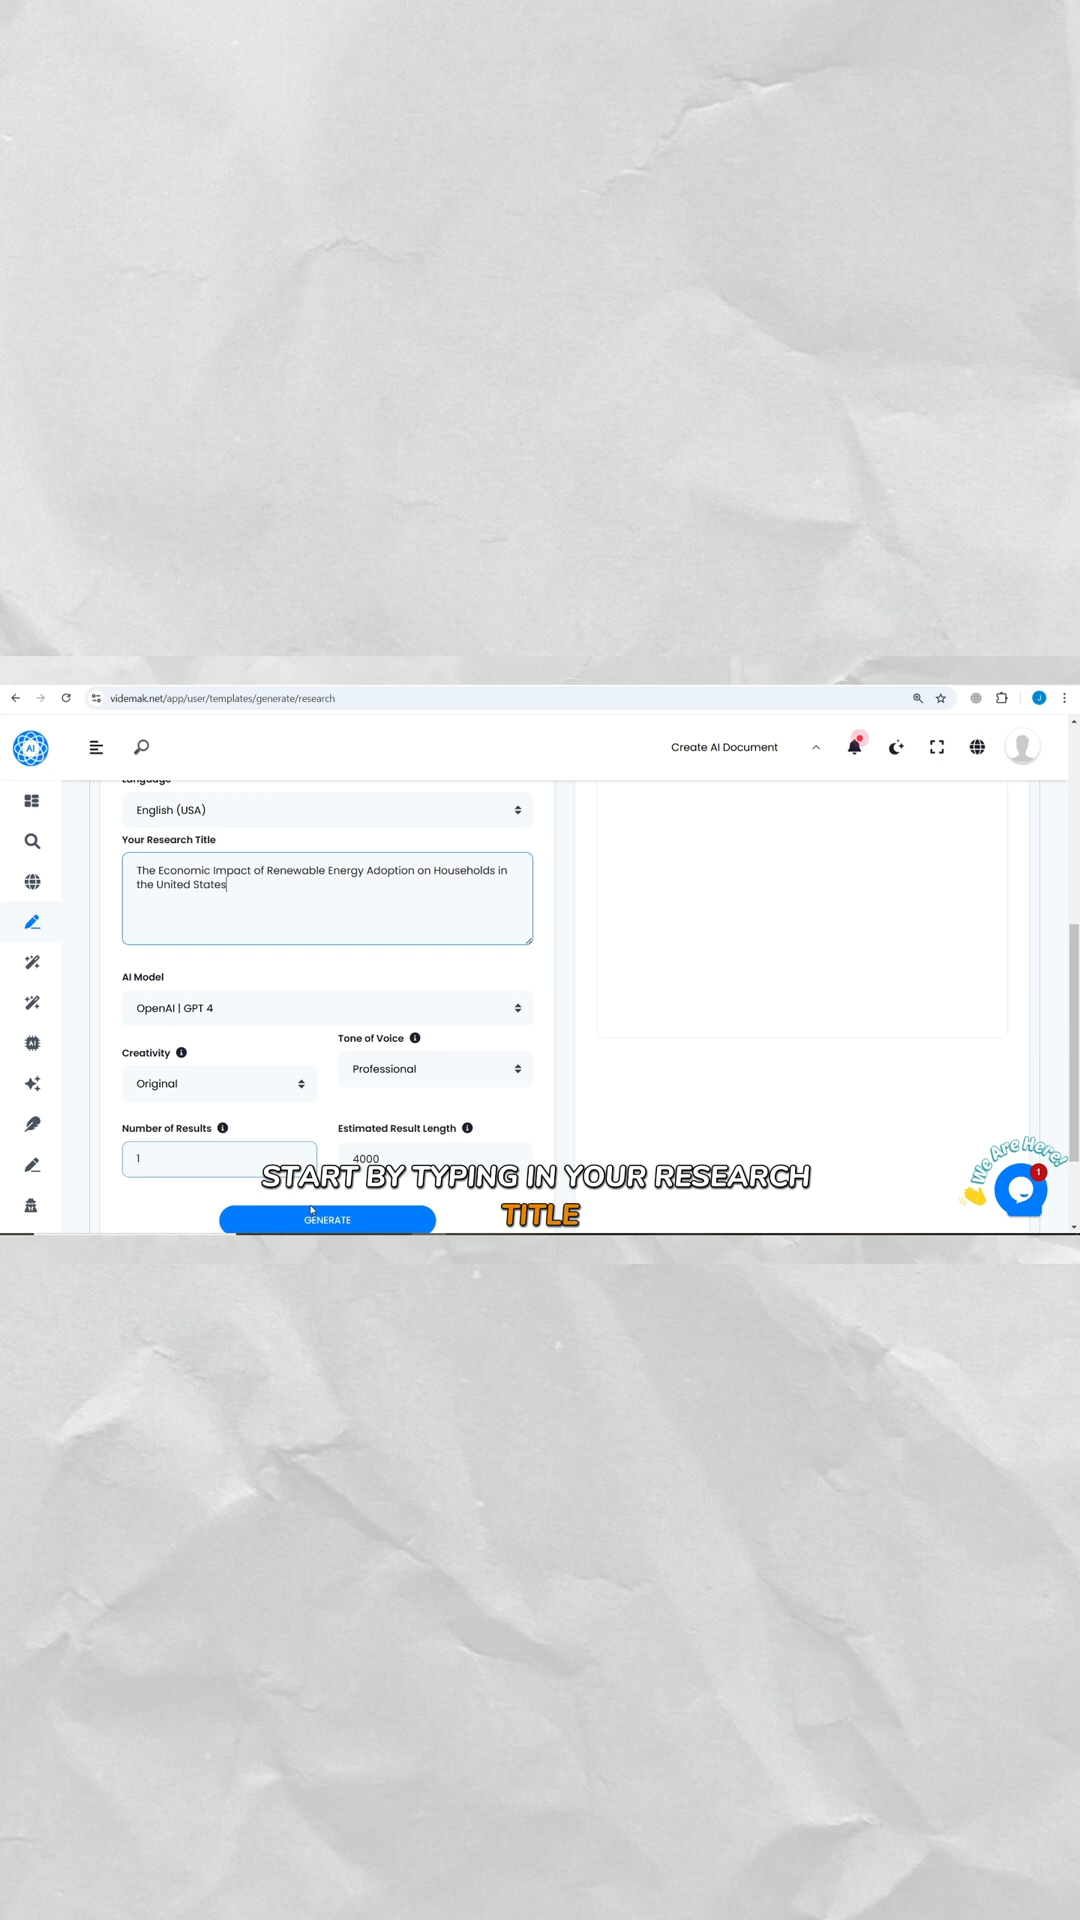 videmak.net/app/user/templates/generate/research
J
AI
Create AI Document
Language
English (USA)
Your Research Title
The Economic Impact of Renewable Energy Adoption on Households in
the United States
AI Model
OpenAI | GPT 4
Creativity
Tone of Voice
Original
Professional
Number of Results
Estimated Result Length
1
4000
AI
We Are Here!
1
START BY TYPING IN YOUR RESEARCH
TITLE
GENERATE